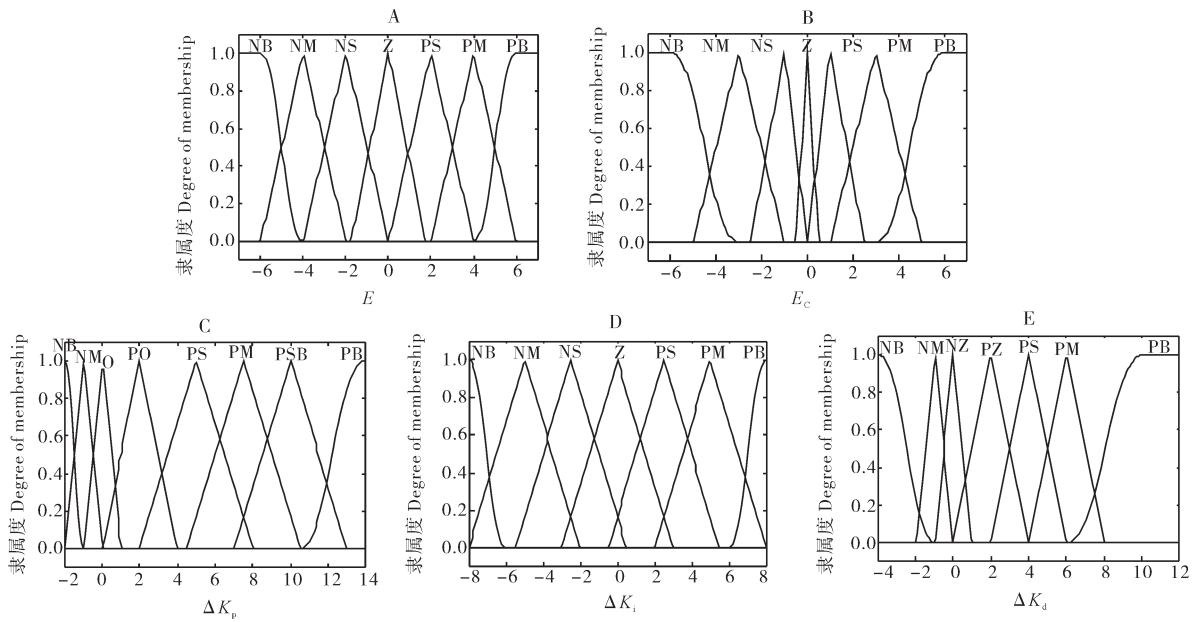 A
NB NM NS Z PS PM PB
隶属度 Degree of membership
1.0
0.8
0.6
0.4
0.2
0.0
-6 -4 -2 0 2 4 6
E
B
NB NM NS Z PS PM PB
隶属度 Degree of membership
1.0
0.8
0.6
0.4
0.2
0.0
-6 -4 -2 0 2 4 6
E_C
C
NB NM O PO PS PM PSB PB
隶属度 Degree of membership
1.0
0.8
0.6
0.4
0.2
0.0
-2 0 2 4 6 8 10 12 14
ΔK_p
D
NB NM NS Z PS PM PB
隶属度 Degree of membership
1.0
0.8
0.6
0.4
0.2
0.0
-8 -6 -4 -2 0 2 4 6 8
ΔK_i
E
NB NM NZ PZ PS PM PB
隶属度 Degree of membership
1.0
0.8
0.6
0.4
0.2
0.0
-4 -2 0 2 4 6 8 10 12
ΔK_d